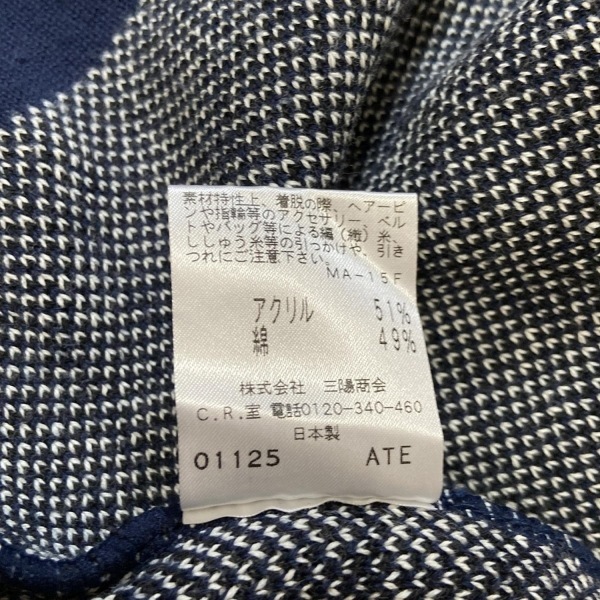 素材特性上、着脱の際、ヘアーピ
ンや指輪等のアクセサリー、ベル
トやバッグ等による編（織）糸、
ししゅう糸等の引つかけや、引き
つれにご注意下さい。
MA-15F
アクリル 51%
綿 49%
株式会社 三陽商会
C.R.室 電話0120-340-460
日本製
01125 ATE